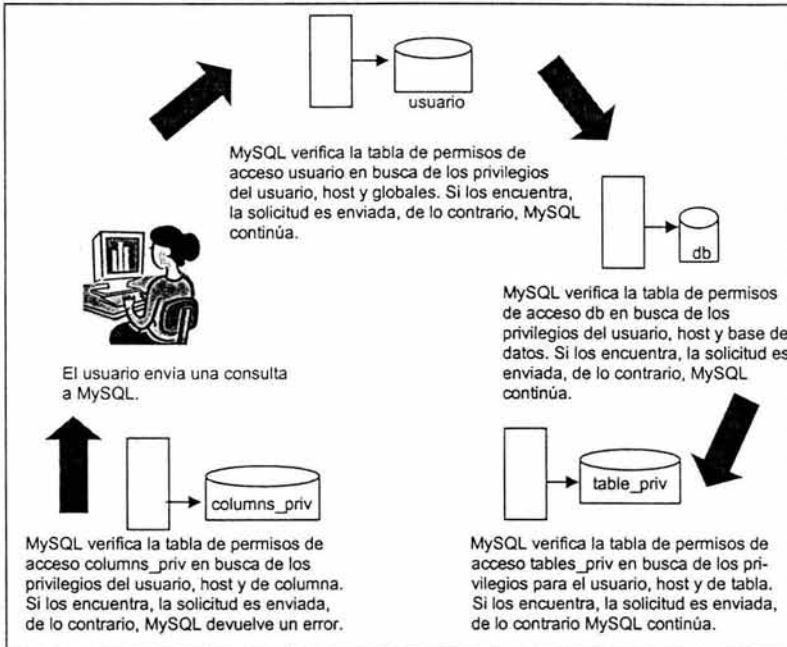 usuario
MySQL verifica la tabla de permisos de
acceso usuario en busca de los privilegios
del usuario, host y globales. Si los encuentra,
la solicitud es enviada, de lo contrario, MySQL
continúa.
db
MySQL verifica la tabla de permisos
de acceso db en busca de los
privilegios del usuario, host y base de
datos. Si los encuentra, la solicitud es
enviada, de lo contrario, MySQL
continúa.
table_priv
MySQL verifica la tabla de permisos de
acceso tables_priv en busca de los pri-
vilegios para el usuario, host y de tabla.
Si los encuentra, la solicitud es enviada,
de lo contrario MySQL continúa.
columns_priv
MySQL verifica la tabla de permisos de
acceso columns_priv en busca de los
privilegios del usuario, host y de columna.
Si los encuentra, la solicitud es enviada,
de lo contrario, MySQL devuelve un error.
El usuario envia una consulta
a MySQL.